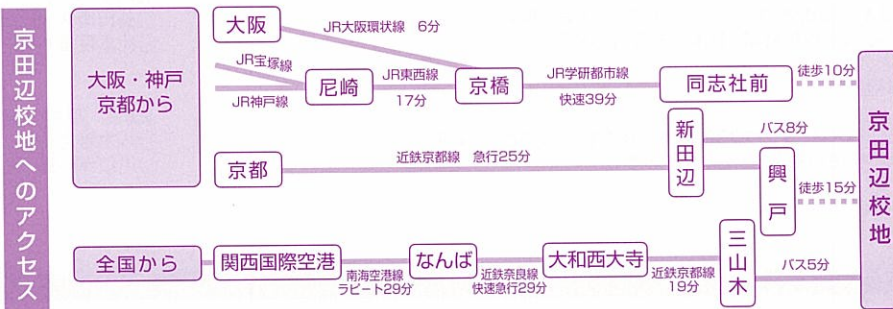 京田辺校地へのアクセス
大阪・神戸
京都から
大阪
JR大阪環状線 6分
JR宝塚線
JR神戸線
尼崎
JR東西線
17分
京橋
JR学研都市線
快速39分
同志社前
徒歩10分
京都
近鉄京都線 急行25分
新田辺
バス8分
興戸
徒歩15分
全国から
関西国際空港
南海空港線
ラピート29分
なんば
近鉄奈良線
快速急行29分
大和西大寺
近鉄京都線
19分
三山木
バス5分
京田辺校地